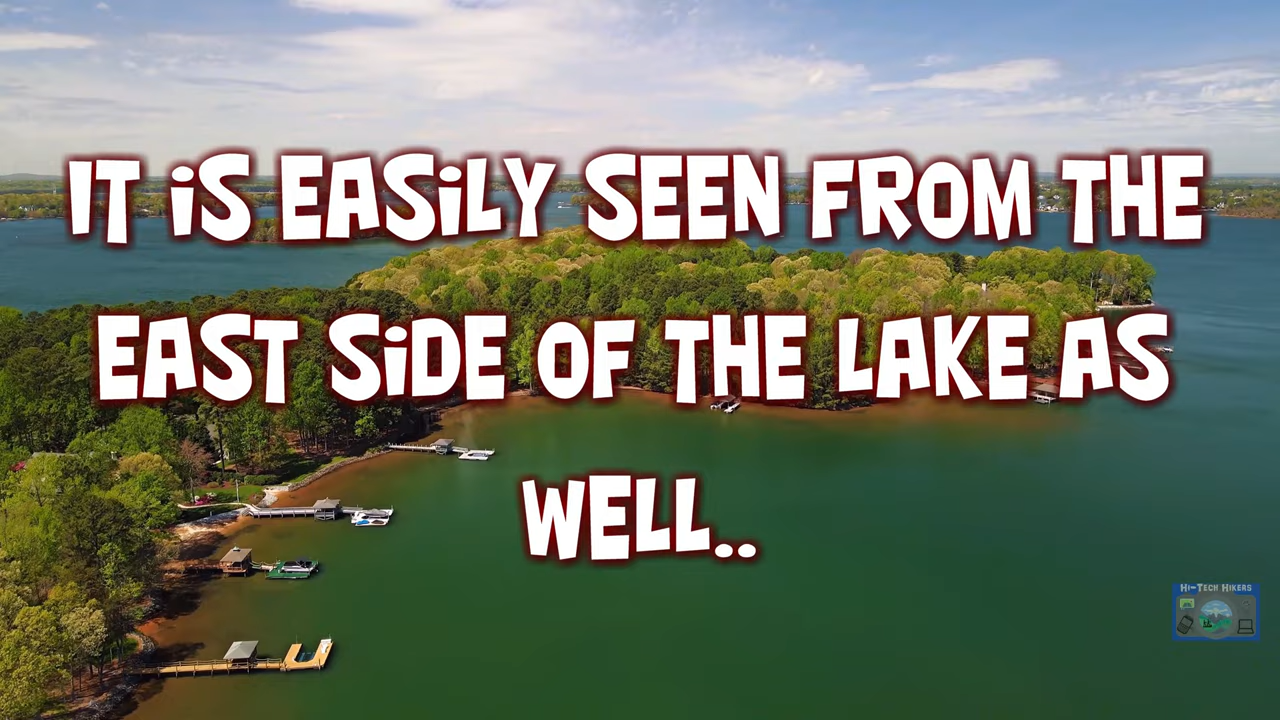 IT IS EASILY SEEN FROM THE
EAST SIDE OF THE LAKE AS
WELL..
HI-TECH HIKERS